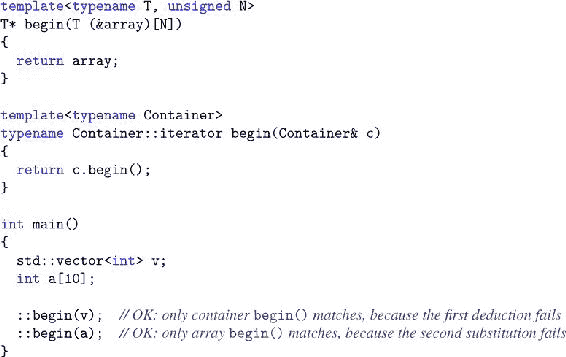 template<typename T, unsigned N>
T* begin(T (&array)[N])
{
  return array;
}

template<typename Container>
typename Container::iterator begin(Container& c)
{
  return c.begin();
}

int main()
{
  std::vector<int> v;
  int a[10];

  ::begin(v);  // OK: only container begin() matches, because the first deduction fails
  ::begin(a);  // OK: only array begin() matches, because the second substitution fails
}